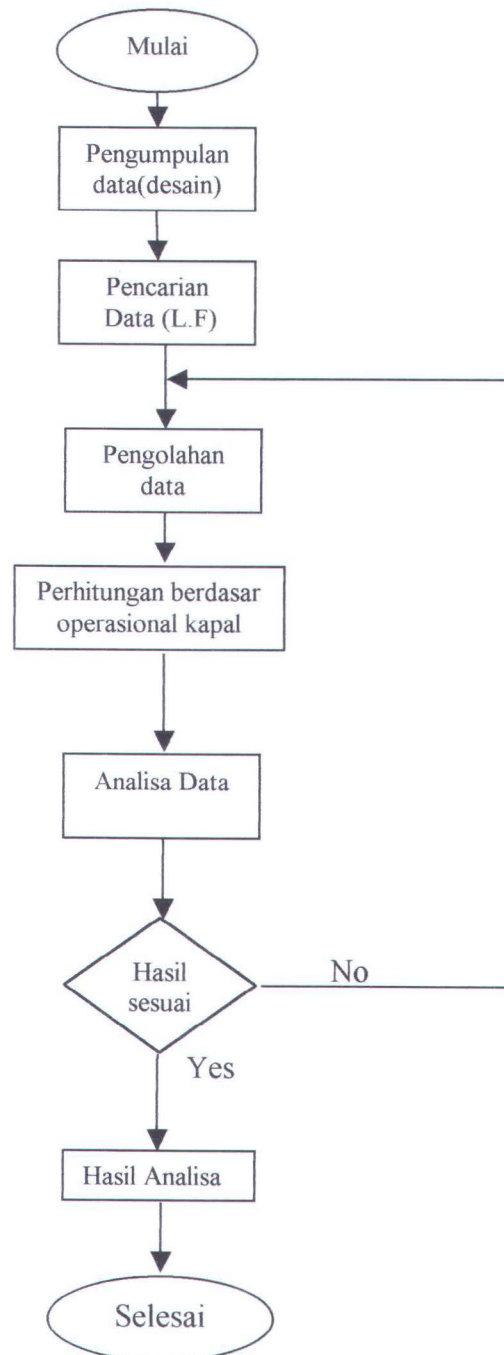 Mulai
Pengumpulan
data(desain)
Pencarian
Data (L.F)
Pengolahan
data
Perhitungan berdasar
operasional kapal
Analisa Data
Hasil
sesuai
No
Yes
Hasil Analisa
Selesai